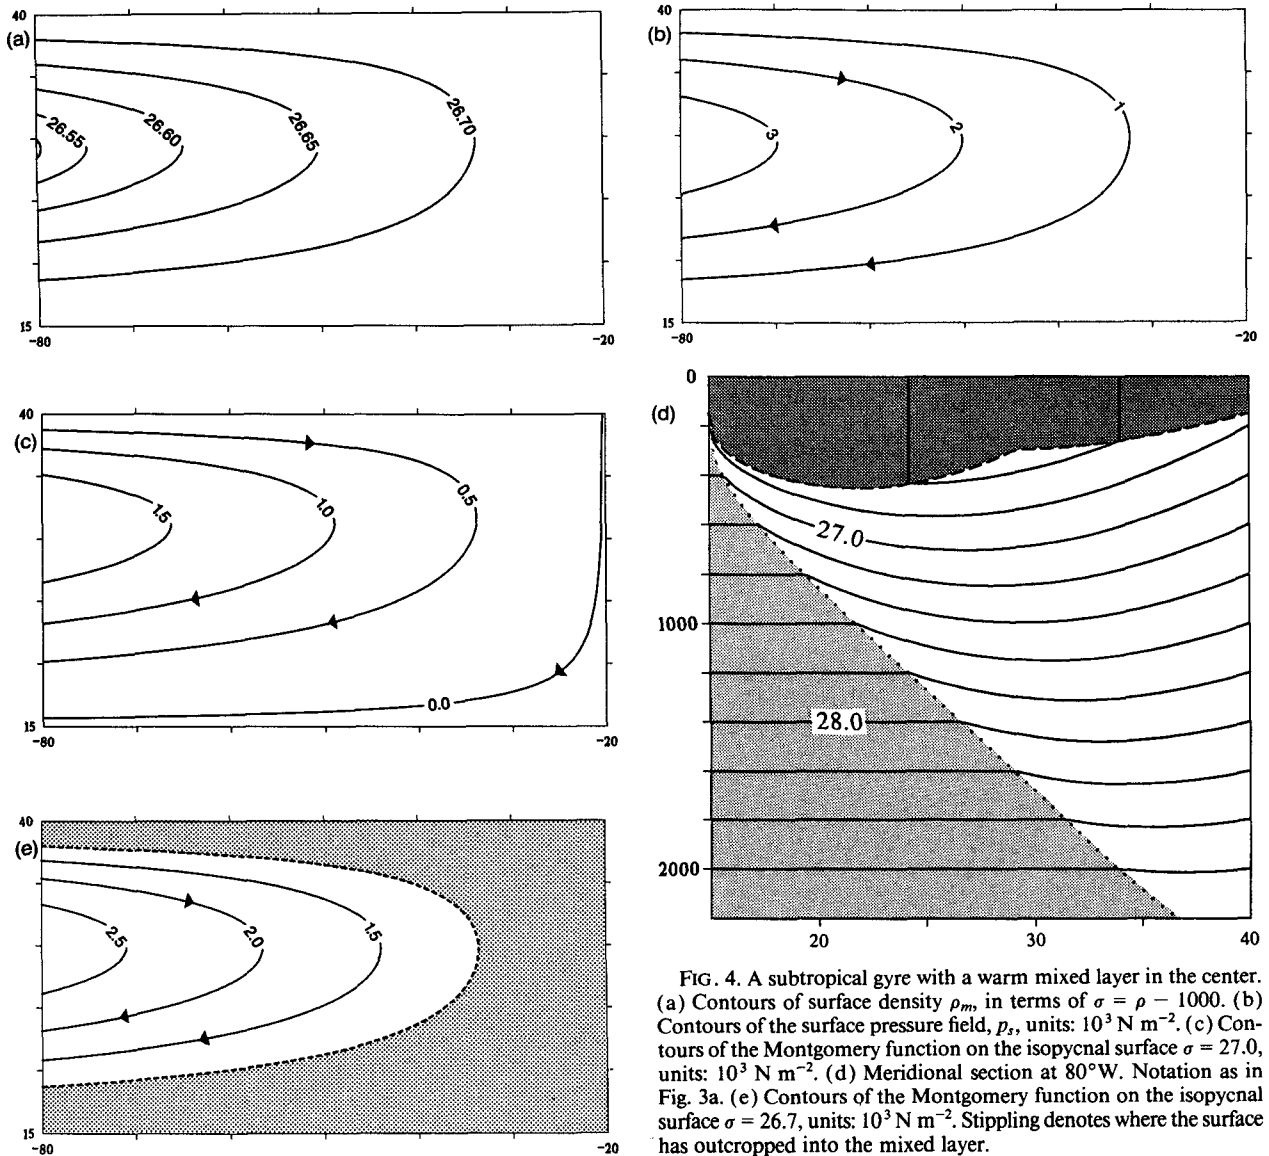 (a)
40
26.55
26.60
26.65
26.70
15
-80
-20
(b)
40
3
2
1
15
-80
-20
(c)
40
1.5
1.0
0.5
0.0
15
-80
-20
(d)
0
1000
2000
27.0
28.0
20
30
40
(e)
40
2.5
2.0
1.5
15
-80
-20
FIG. 4. A subtropical gyre with a warm mixed layer in the center.
(a) Contours of surface density ρm, in terms of σ = ρ − 1000. (b)
Contours of the surface pressure field, ps, units: 10³ N m⁻². (c) Con-
tours of the Montgomery function on the isopycnal surface σ = 27.0,
units: 10³ N m⁻². (d) Meridional section at 80°W. Notation as in
Fig. 3a. (e) Contours of the Montgomery function on the isopycnal
surface σ = 26.7, units: 10³ N m⁻². Stippling denotes where the surface
has outcropped into the mixed layer.